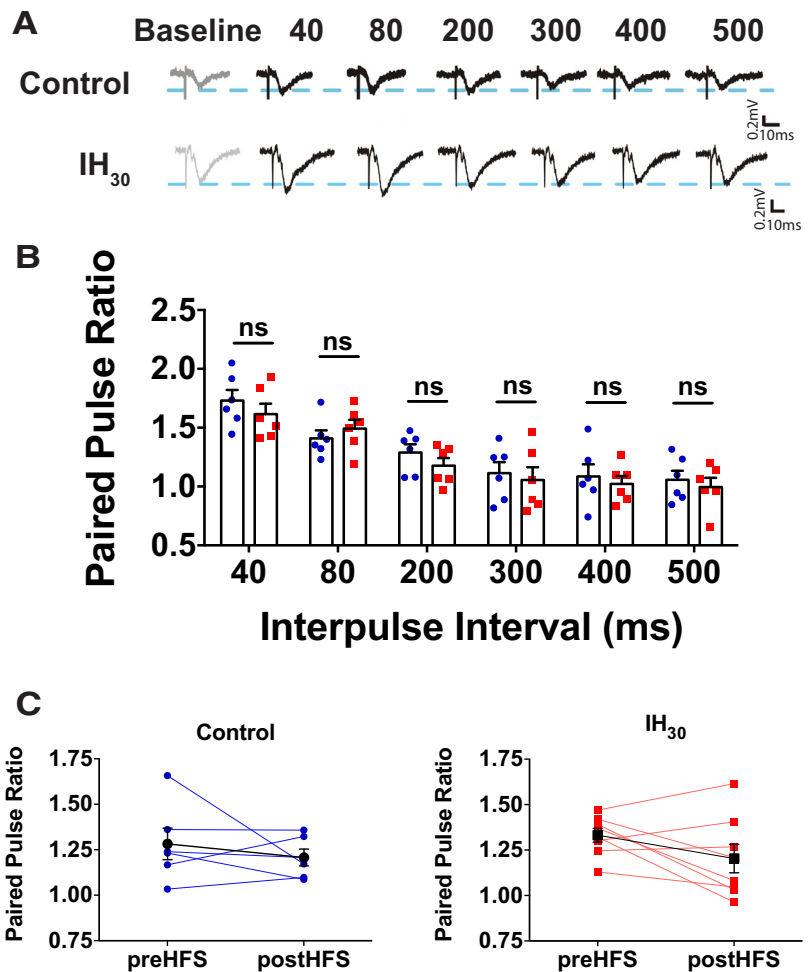 A
Baseline 40 80 200 300 400 500
Control
0.2mV
10ms
IH30
0.2mV
10ms
B
Paired Pulse Ratio
2.5
2.0
1.5
1.0
0.5
ns ns ns ns ns ns
40 80 200 300 400 500
Interpulse Interval (ms)
C
Control
Paired Pulse Ratio
1.75
1.50
1.25
1.00
0.75
preHFS postHFS
IH30
Paired Pulse Ratio
1.75
1.50
1.25
1.00
0.75
preHFS postHFS